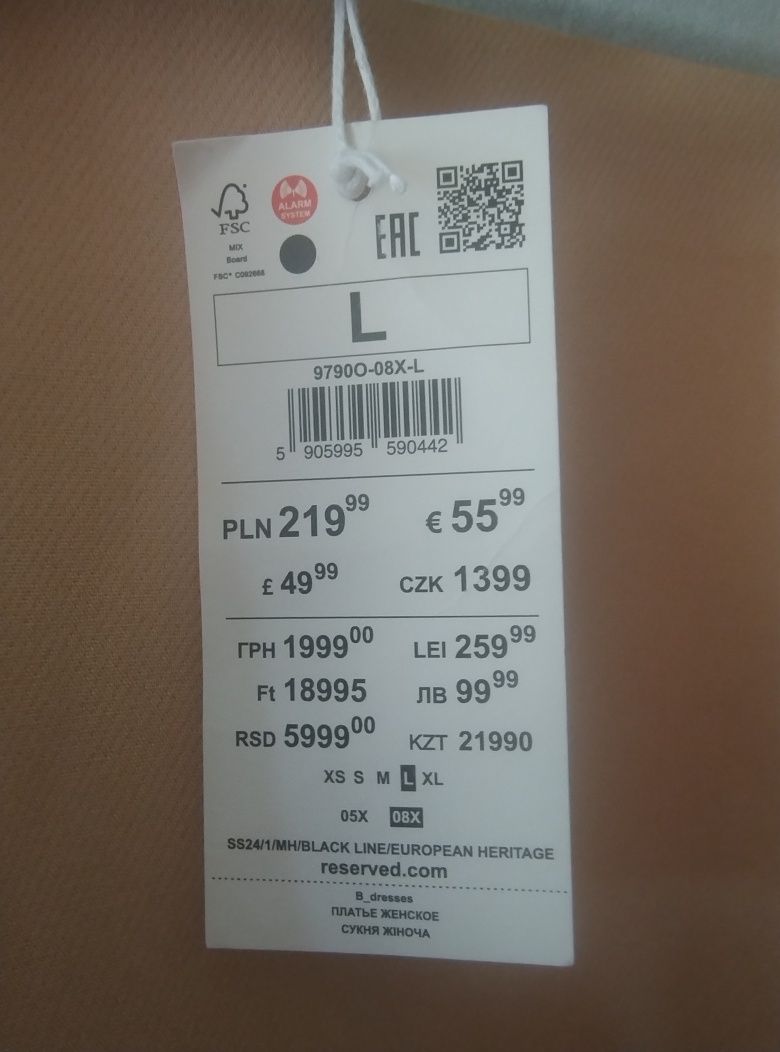 FSC
MIX
Board
FSC® C092668
ALARM
SYSTEM
EAC
L
9790O-08X-L
5 905995 590442
PLN 219⁹⁹ € 55⁹⁹
£ 49⁹⁹ CZK 1399
ГРН 1999⁰⁰ LEI 259⁹⁹
Ft 18995 ЛВ 99⁹⁹
RSD 5999⁰⁰ KZT 21990
XS S M L XL
05X 08X
SS24/1/MH/BLACK LINE/EUROPEAN HERITAGE
reserved.com
B_dresses
ПЛАТЬЕ ЖЕНСКОЕ
СУКНЯ ЖІНОЧА